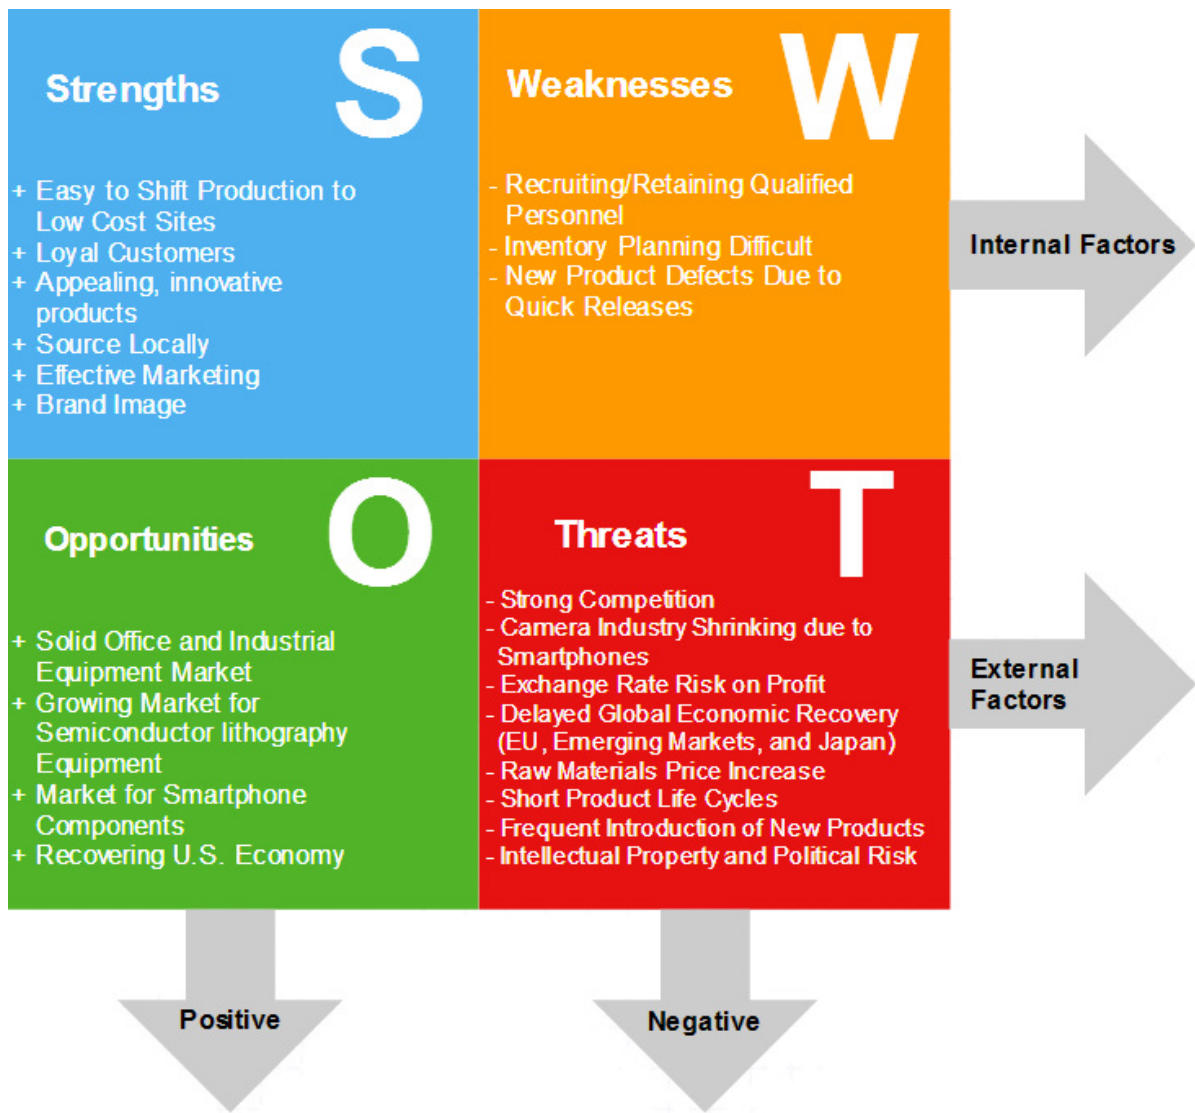 Strengths
S
+ Easy to Shift Production to
Low Cost Sites
+ Loyal Customers
+ Appealing, innovative
products
+ Source Locally
+ Effective Marketing
+ Brand Image
Weaknesses
W
- Recruiting/Retaining Qualified
Personnel
- Inventory Planning Difficult
- New Product Defects Due to
Quick Releases
Internal Factors
Opportunities
O
+ Solid Office and Industrial
Equipment Market
+ Growing Market for
Semiconductor lithography
Equipment
+ Market for Smartphone
Components
+ Recovering U.S. Economy
Threats
T
- Strong Competition
- Camera Industry Shrinking due to
Smartphones
- Exchange Rate Risk on Profit
- Delayed Global Economic Recovery
(EU, Emerging Markets, and Japan)
- Raw Materials Price Increase
- Short Product Life Cycles
- Frequent Introduction of New Products
- Intellectual Property and Political Risk
External
Factors
Positive
Negative